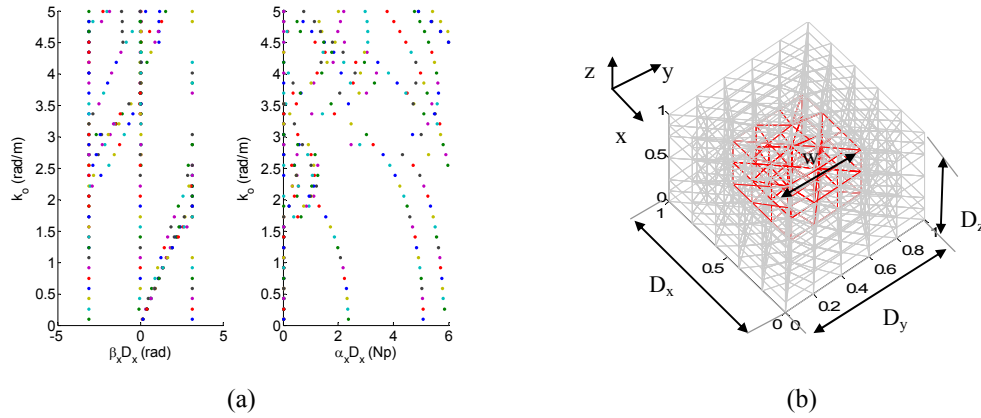 5
4.5
4
3.5
3
2.5
2
1.5
1
0.5
0
k_o (rad/m)
-5 0 5
β_xD_x (rad)
5
4.5
4
3.5
3
2.5
2
1.5
1
0.5
0
k_o (rad/m)
0 2 4 6
α_xD_x (Np)
(a)
z
y
x
1
0.5
0
1
0.5
0
0
0.2
0.4
0.6
0.8
1
w
D_x
D_y
D_z
(b)